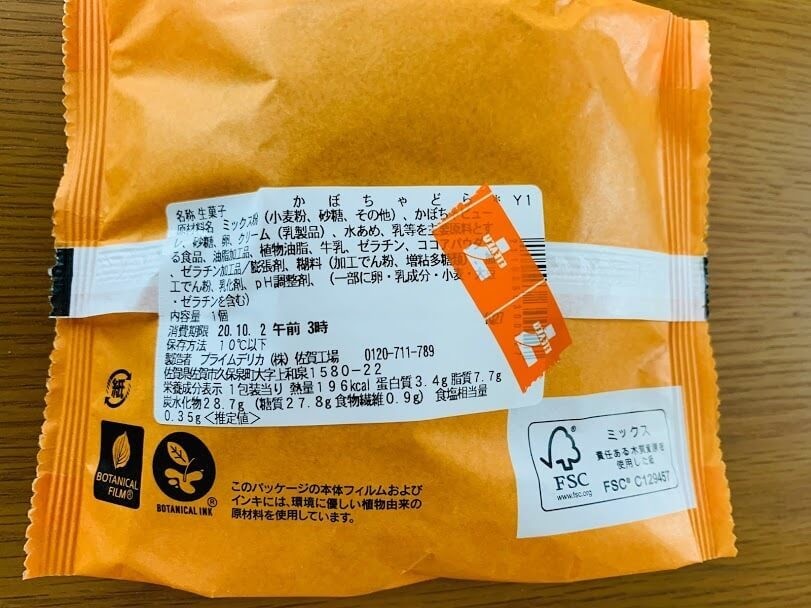 かぼちゃどら * Y1
名称 生菓子
原材料名 ミックス粉(小麦粉、砂糖、その他)、かぼちゃピュー
レ、砂糖、卵、クリーム(乳製品)、水あめ、乳等を主要原料とす
る食品、油脂加工品、植物油脂、牛乳、ゼラチン、ココアパウダー
、ゼラチン加工品/膨張剤、糊料(加工でん粉、増粘多糖
工でん粉、乳化剤、pH調整剤、(一部に卵・乳成分・小麦・大
・ゼラチンを含む)
内容量 1個
消費期限 20.10. 2 午前 3時
保存方法 10℃以下
製造者 プライムデリカ(株) 佐賀工場 0120-711-789
佐賀県佐賀市久保泉町大字上和泉1580-22
栄養成分表示 1包装当り 熱量196kcal 蛋白質3.4g 脂質7.7g
炭水化物28.7g (糖質27.8g 食物繊維0.9g) 食塩相当量
0.35g<推定値>
紙
BOTANICAL
FILM®
BOTANICAL INK®
このパッケージの本体フィルムおよび
インキには、環境に優しい植物由来の
原材料を使用しています。
FSC
www.fsc.org
ミックス
責任ある木質資源を
使用した紙
FSC® C129457